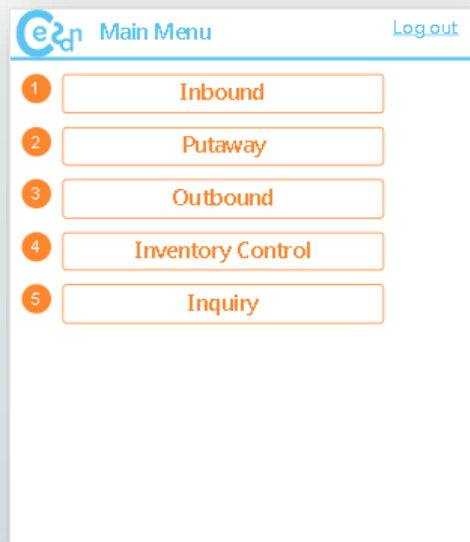 Main Menu
Log out
1 Inbound
2 Putaway
3 Outbound
4 Inventory Control
5 Inquiry